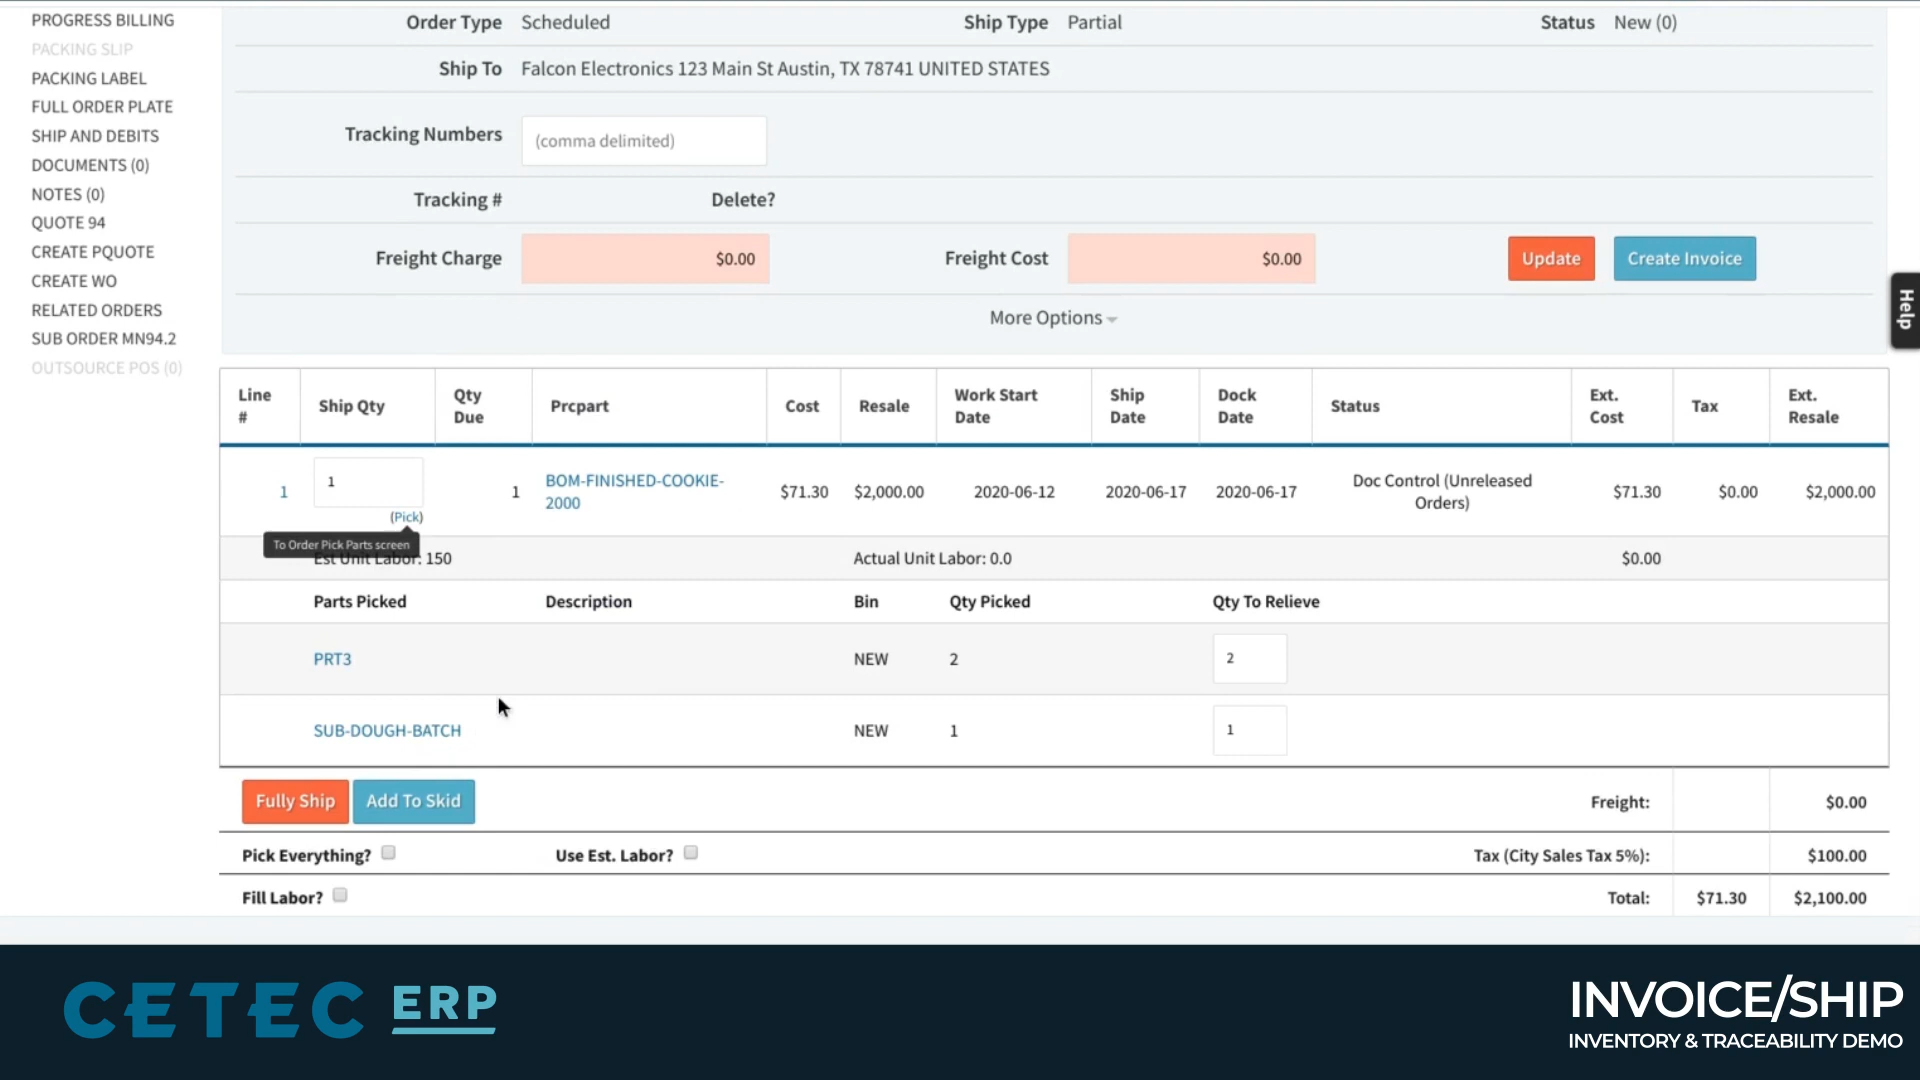 PROGRESS BILLING
PACKING SLIP
PACKING LABEL
FULL ORDER PLATE
SHIP AND DEBITS
DOCUMENTS (0)
NOTES (0)
QUOTE 94
CREATE PQUOTE
CREATE WO
RELATED ORDERS
SUB ORDER MN94.2
OUTSOURCE POS (0)
Order Type Scheduled Ship Type Partial Status New (0)
Ship To Falcon Electronics 123 Main St Austin, TX 78741 UNITED STATES
Tracking Numbers (comma delimited)
Tracking # Delete?
Freight Charge $0.00 Freight Cost $0.00 Update Create Invoice
More Options
Help
Line # Ship Qty Qty Due Prcpart Cost Resale Work Start Date Ship Date Dock Date Status Ext. Cost Tax Ext. Resale
1 1 1 BOM-FINISHED-COOKIE-2000 $71.30 $2,000.00 2020-06-12 2020-06-17 2020-06-17 Doc Control (Unreleased Orders) $71.30 $0.00 $2,000.00
(Pick)
To Order Pick Parts screen
Est Unit Labor: 150 Actual Unit Labor: 0.0 $0.00
Parts Picked Description Bin Qty Picked Qty To Relieve
PRT3 NEW 2 2
SUB-DOUGH-BATCH NEW 1 1
Fully Ship Add To Skid Freight: $0.00
Pick Everything? Use Est. Labor? Tax (City Sales Tax 5%): $100.00
Fill Labor? Total: $71.30 $2,100.00
CETEC ERP
INVOICE/SHIP
INVENTORY & TRACEABILITY DEMO